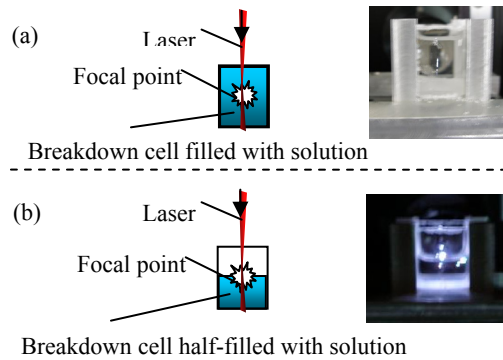 (a)
Laser
Focal point
Breakdown cell filled with solution
(b)
Laser
Focal point
Breakdown cell half-filled with solution